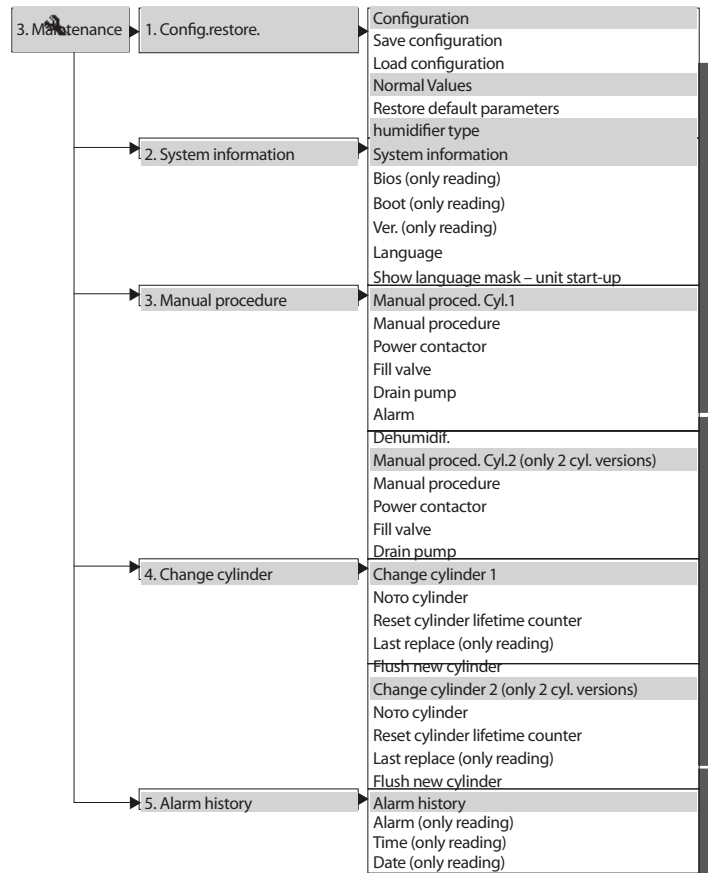 3. Maintenance
1. Config.restore.
Configuration
Save configuration
Load configuration
Normal Values
Restore default parameters
humidifier type
2. System information
System information
Bios (only reading)
Boot (only reading)
Ver. (only reading)
Language
Show language mask – unit start-up
3. Manual procedure
Manual proced. Cyl.1
Manual procedure
Power contactor
Fill valve
Drain pump
Alarm
Dehumidif.
Manual proced. Cyl.2 (only 2 cyl. versions)
Manual procedure
Power contactor
Fill valve
Drain pump
4. Change cylinder
Change cylinder 1
Noтo cylinder
Reset cylinder lifetime counter
Last replace (only reading)
Flush new cylinder
Change cylinder 2 (only 2 cyl. versions)
Noтo cylinder
Reset cylinder lifetime counter
Last replace (only reading)
Flush new cylinder
5. Alarm history
Alarm history
Alarm (only reading)
Time (only reading)
Date (only reading)